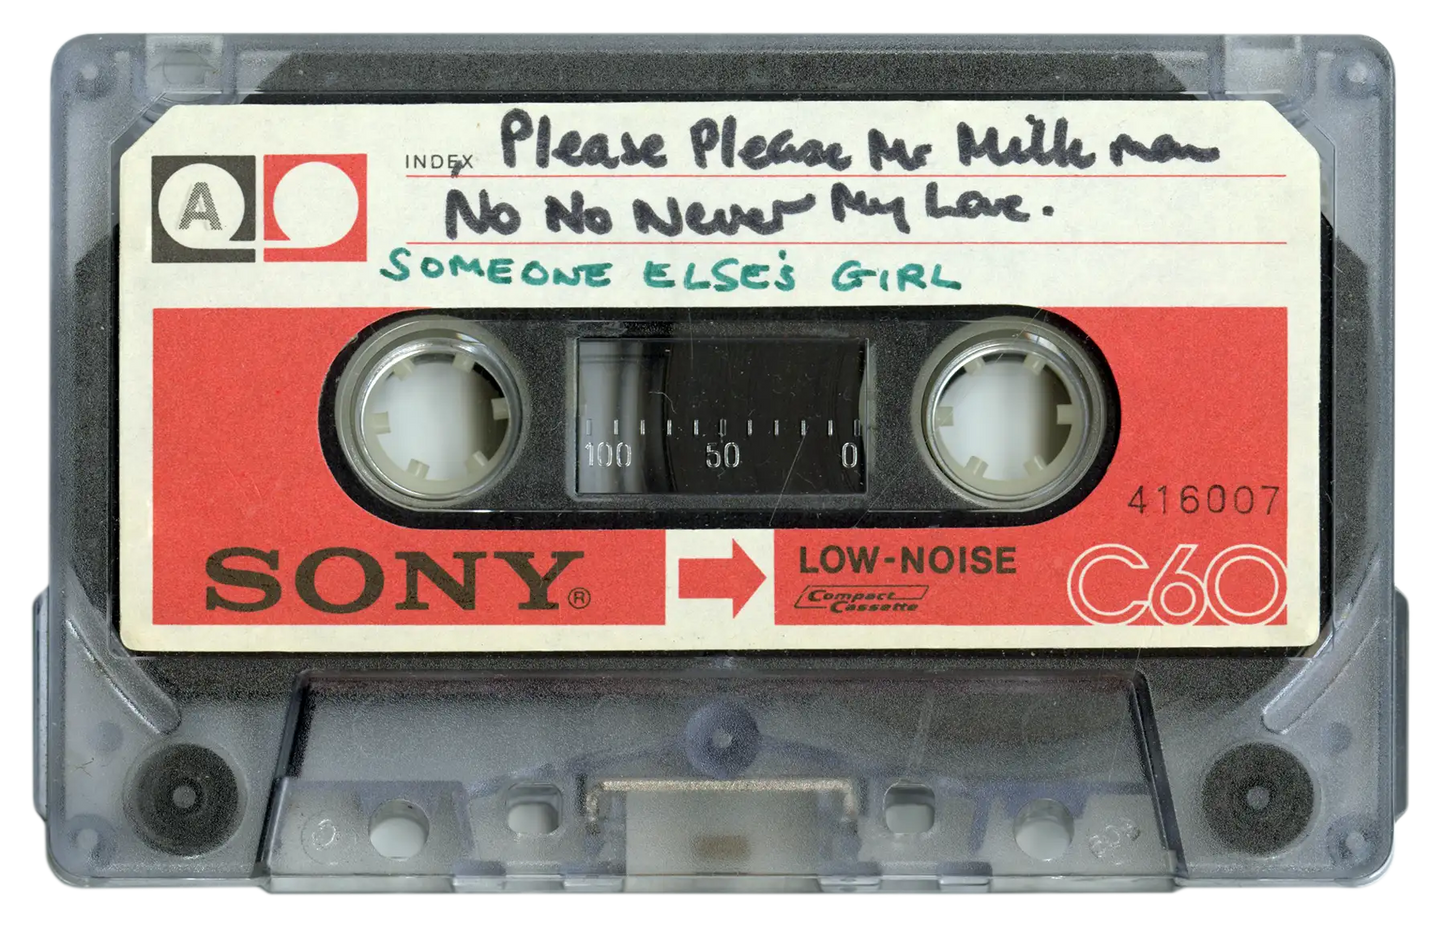 INDEX Please Please Mr Milk man
A No No Never My Love.
SOMEONE ELSE'S GIRL
100 50 0
416007
SONY® LOW-NOISE C60
Compact Cassette